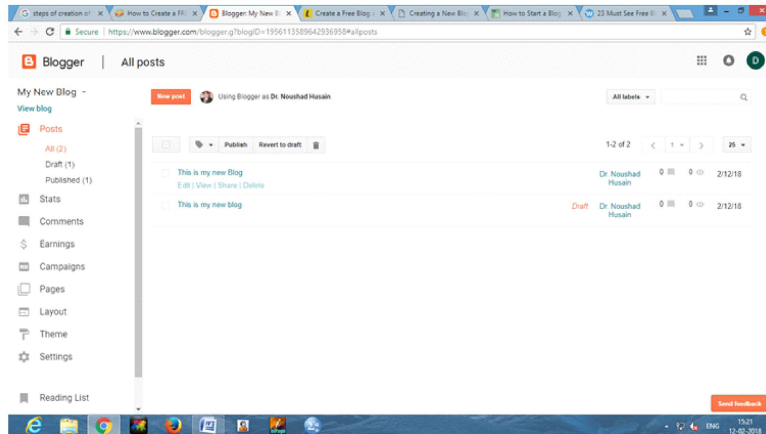 steps of creation of
How to Create a FRE
Blogger: My New Bl
Create a Free Blog
Creating a New Blo
How to Start a Blog
23 Must See Free B
Secure | https://www.blogger.com/blogger.g?blogID=1956113589642936958#allposts
Blogger | All posts
D
My New Blog
View blog
New post
Using Blogger as Dr. Noushad Husain
All labels
Posts
All (2)
Draft (1)
Published (1)
Stats
Comments
Earnings
Campaigns
Pages
Layout
Theme
Settings
Reading List
Publish Revert to draft
1-2 of 2
1
25
This is my new Blog
Edit | View | Share | Delete
Dr. Noushad
Husain
0 0 2/12/18
This is my new blog
Draft
Dr. Noushad
Husain
0 0 2/12/18
Send feedback
ENG
15:21
12-02-2018